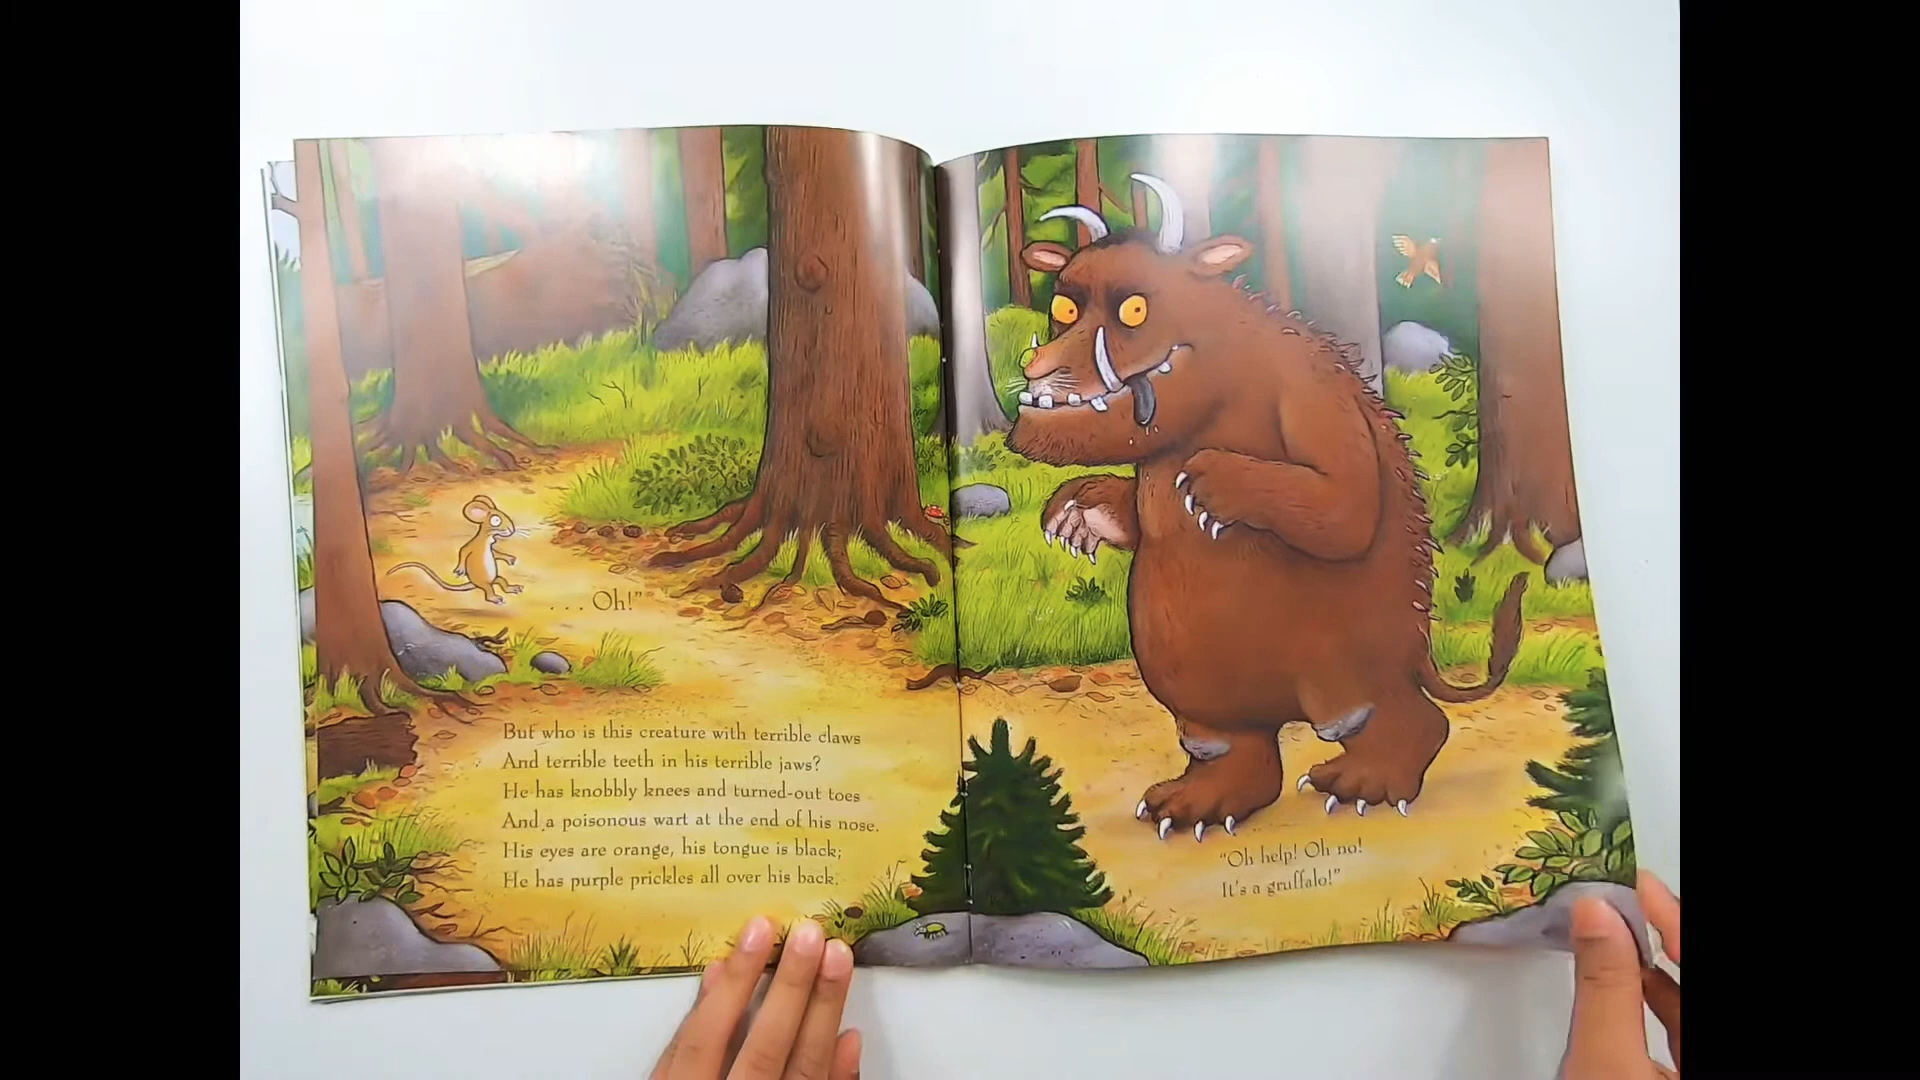 . . . Oh!”
But who is this creature with terrible claws
And terrible teeth in his terrible jaws?
He has knobbly knees and turned-out toes
And a poisonous wart at the end of his nose.
His eyes are orange, his tongue is black;
He has purple prickles all over his back.
“Oh help! Oh no!
It’s a gruffalo!”